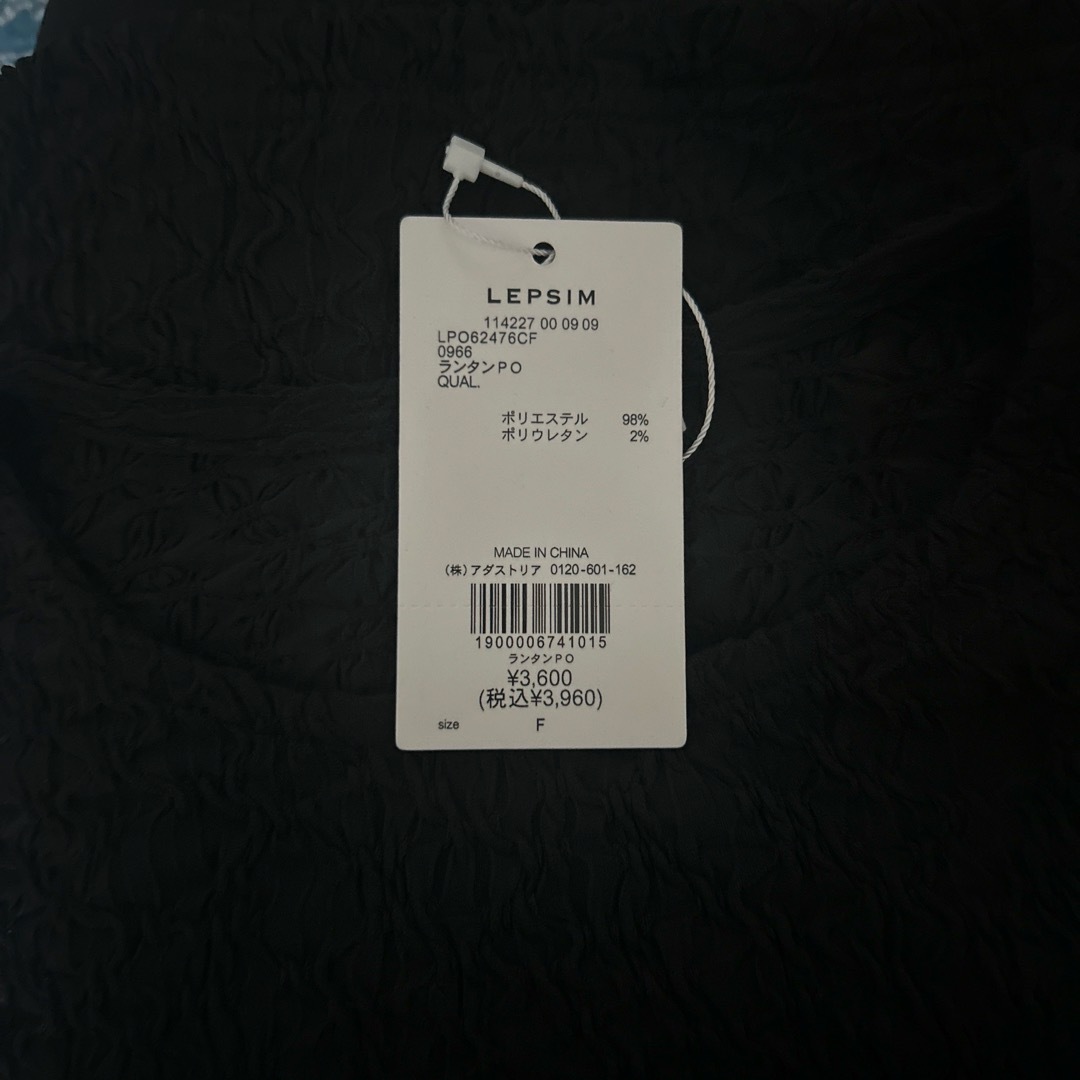 LEPSIM
114227 00 09 09
LPO62476CF
0966
ランタンPO
QUAL.
ポリエステル 98%
ポリウレタン 2%
MADE IN CHINA
(株)アダストリア 0120-601-162
1900006741015
ランタンPO
¥3,600
(税込¥3,960)
size F